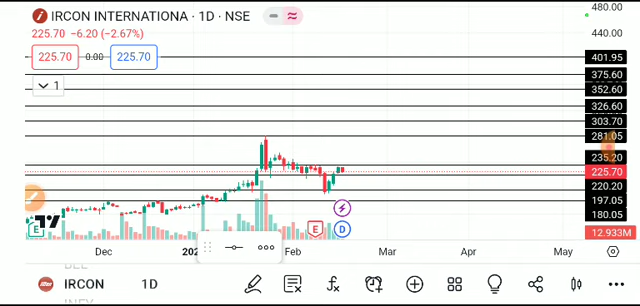 IRCON INTERNATIONA · 1D · NSE
225.70 −6.20 (−2.67%)
225.70 0.00 225.70
1
480.00
440.00
401.95
375.60
352.60
326.60
303.70
281.05
235.20
225.70
220.20
197.05
180.05
12.933M
E
E
D
Dec
Feb
Mar
Apr
May
IRCON 1D